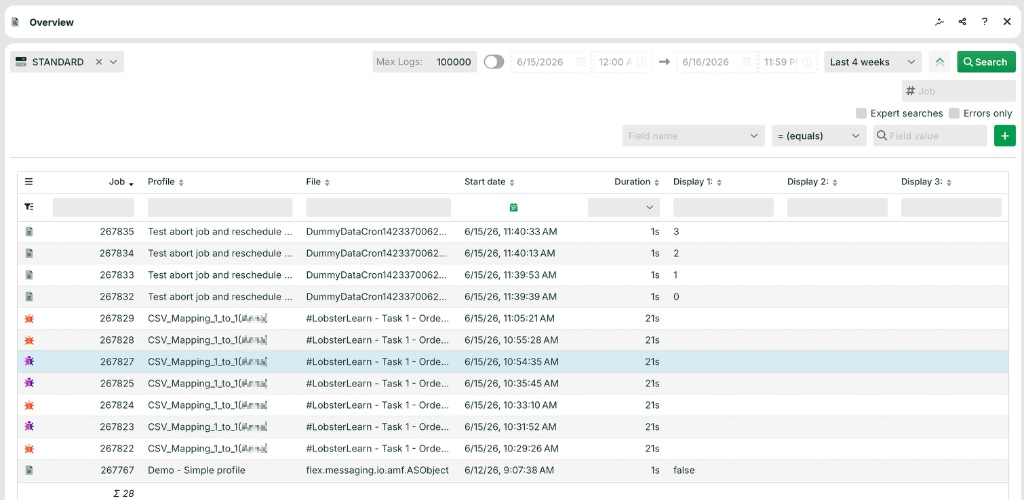 Overview
STANDARD
Max Logs: 100000 6/15/2026 12:00 A 6/16/2026 11:59 P Last 4 weeks Search
# Job
Expert searches Errors only
Field name = (equals) Field value +
Job Profile File Start date Duration Display 1: Display 2: Display 3:
267835 Test abort job and reschedule ... DummyDataCron1423370062... 6/15/26, 11:40:33 AM 1s 3
267834 Test abort job and reschedule ... DummyDataCron1423370062... 6/15/26, 11:40:13 AM 1s 2
267833 Test abort job and reschedule ... DummyDataCron1423370062... 6/15/26, 11:39:53 AM 1s 1
267832 Test abort job and reschedule ... DummyDataCron1423370062... 6/15/26, 11:39:39 AM 1s 0
267829 CSV_Mapping_1_to_1( #LobsterLearn - Task 1 - Orde... 6/15/26, 11:05:21 AM 21s
267828 CSV_Mapping_1_to_1( #LobsterLearn - Task 1 - Orde... 6/15/26, 10:55:28 AM 21s
267827 CSV_Mapping_1_to_1( #LobsterLearn - Task 1 - Orde... 6/15/26, 10:54:35 AM 21s
267825 CSV_Mapping_1_to_1( #LobsterLearn - Task 1 - Orde... 6/15/26, 10:35:45 AM 21s
267824 CSV_Mapping_1_to_1( #LobsterLearn - Task 1 - Orde... 6/15/26, 10:33:10 AM 21s
267823 CSV_Mapping_1_to_1( #LobsterLearn - Task 1 - Orde... 6/15/26, 10:31:52 AM 21s
267822 CSV_Mapping_1_to_1( #LobsterLearn - Task 1 - Orde... 6/15/26, 10:29:26 AM 21s
267767 Demo - Simple profile flex.messaging.io.amf.ASObject 6/12/26, 9:07:38 AM 1s false
Σ 28